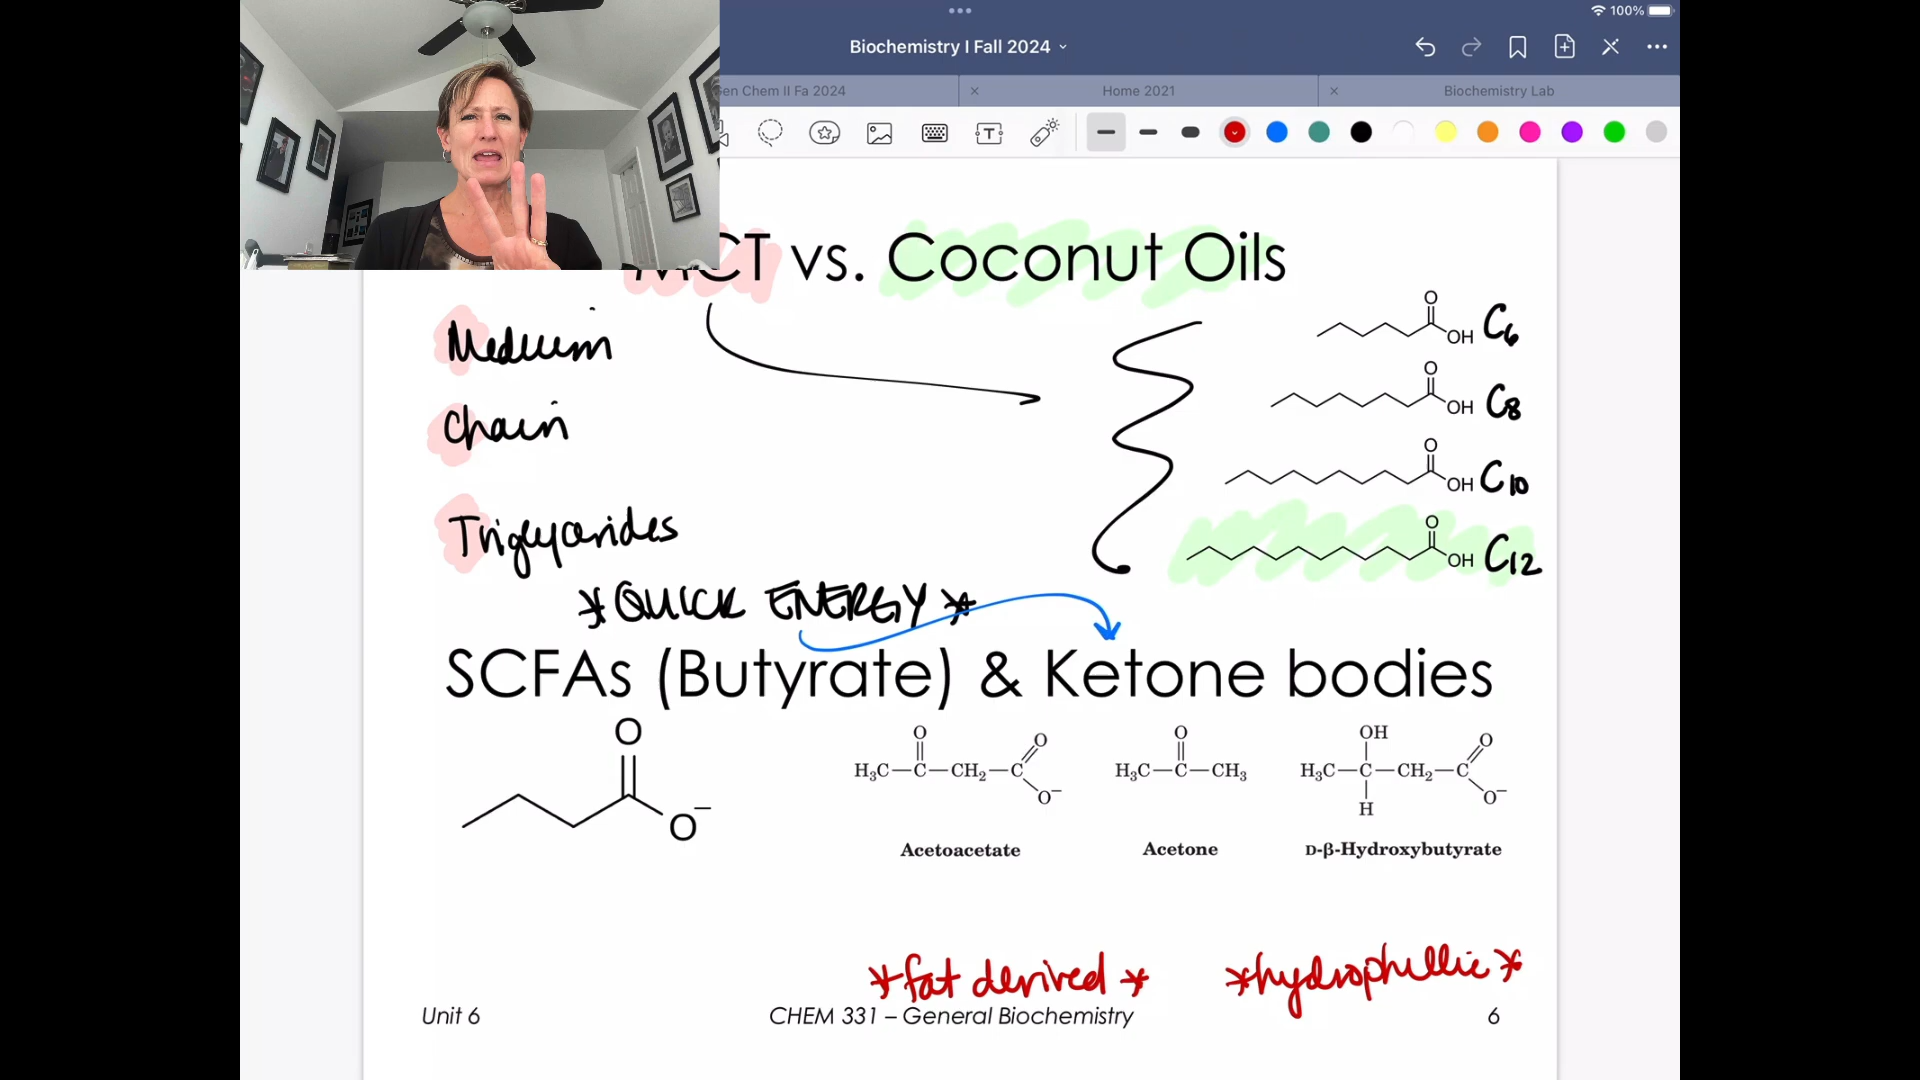 100%
Biochemistry I Fall 2024
en Chem II Fa 2024
Home 2021
Biochemistry Lab
MCT vs. Coconut Oils
Medium
Chain
Triglycerides
O
OH C6
O
OH C8
O
OH C10
O
OH C12
*QUICK ENERGY*
SCFAs (Butyrate) & Ketone bodies
O
O⁻
O
O
H₃C—C—CH₂—C
O⁻
Acetoacetate
O
H₃C—C—CH₃
Acetone
OH
O
H₃C—C—CH₂—C
H
O⁻
D-β-Hydroxybutyrate
*fat derived*
*hydrophillic*
Unit 6
CHEM 331 – General Biochemistry
6